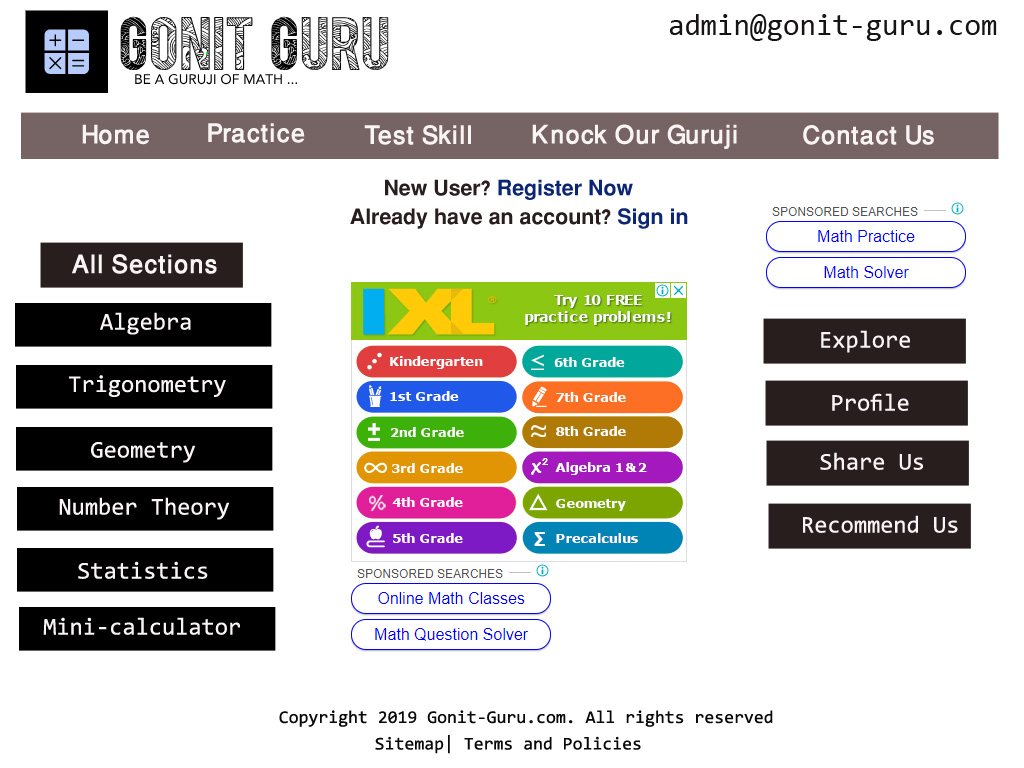 GONIT GURU
BE A GURUJI OF MATH ...
admin@gonit-guru.com
Home Practice Test Skill Knock Our Guruji Contact Us
New User? Register Now
Already have an account? Sign in
All Sections
Algebra
Trigonometry
Geometry
Number Theory
Statistics
Mini-calculator
IXL®
Try 10 FREE
practice problems!
Kindergarten
1st Grade
2nd Grade
3rd Grade
4th Grade
5th Grade
6th Grade
7th Grade
8th Grade
x² Algebra 1&2
Geometry
Σ Precalculus
SPONSORED SEARCHES
Online Math Classes
Math Question Solver
SPONSORED SEARCHES
Math Practice
Math Solver
Explore
Profile
Share Us
Recommend Us
Copyright 2019 Gonit-Guru.com. All rights reserved
Sitemap| Terms and Policies